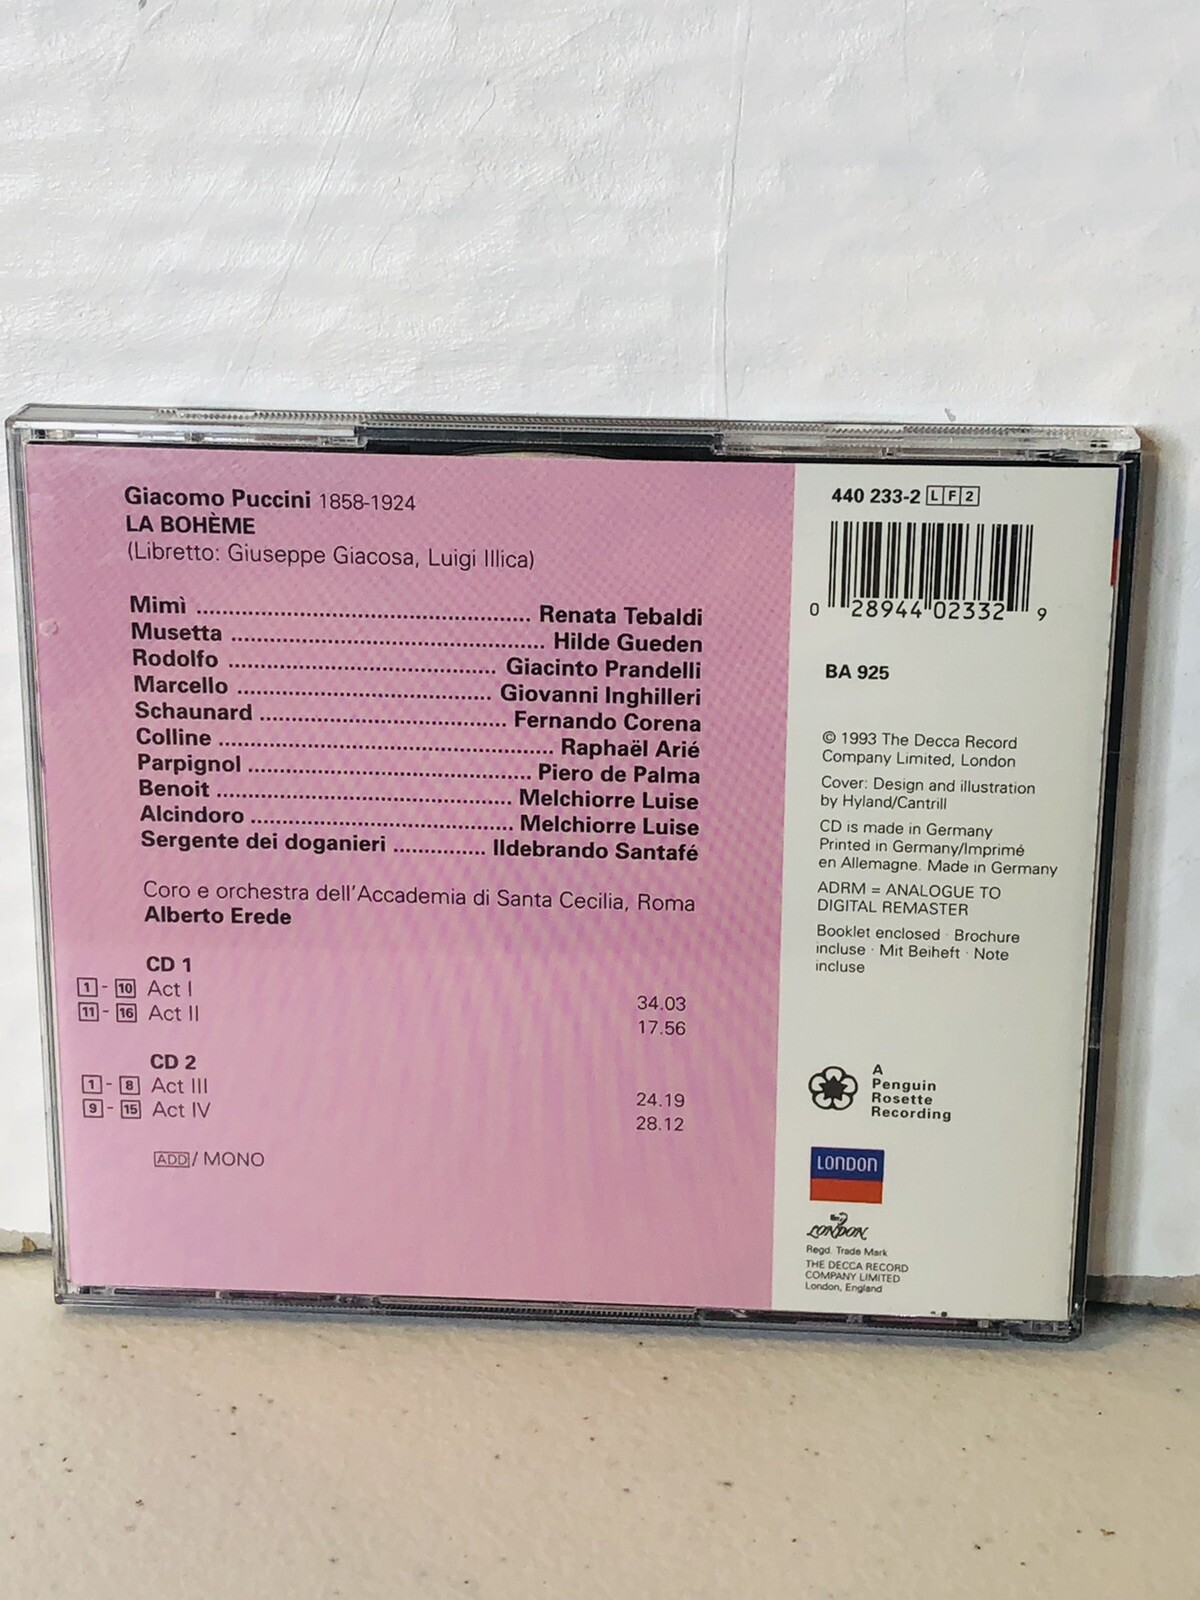 Giacomo Puccini 1858-1924
LA BOHÈME
(Libretto: Giuseppe Giacosa, Luigi Illica)
Mimì .................................................. Renata Tebaldi
Musetta ............................................... Hilde Gueden
Rodolfo ........................................ Giacinto Prandelli
Marcello ...................................... Giovanni Inghilleri
Schaunard ..................................... Fernando Corena
Colline .................................................. Raphaël Arié
Parpignol .......................................... Piero de Palma
Benoit ............................................ Melchiorre Luise
Alcindoro ....................................... Melchiorre Luise
Sergente dei doganieri .............. Ildebrando Santafé
Coro e orchestra dell'Accademia di Santa Cecilia, Roma
Alberto Erede
CD 1
1 - 10 Act I 34.03
11 - 16 Act II 17.56
CD 2
1 - 8 Act III 24.19
9 - 15 Act IV 28.12
ADD / MONO
440 233-2 L F 2
0 28944 02332 9
BA 925
© 1993 The Decca Record
Company Limited, London
Cover: Design and illustration
by Hyland/Cantrill
CD is made in Germany
Printed in Germany/Imprimé
en Allemagne. Made in Germany
ADRM = ANALOGUE TO
DIGITAL REMASTER
Booklet enclosed · Brochure
incluse · Mit Beiheft · Note
incluse
A
Penguin
Rosette
Recording
LONDON
LONDON
Regd. Trade Mark
THE DECCA RECORD
COMPANY LIMITED
London, England